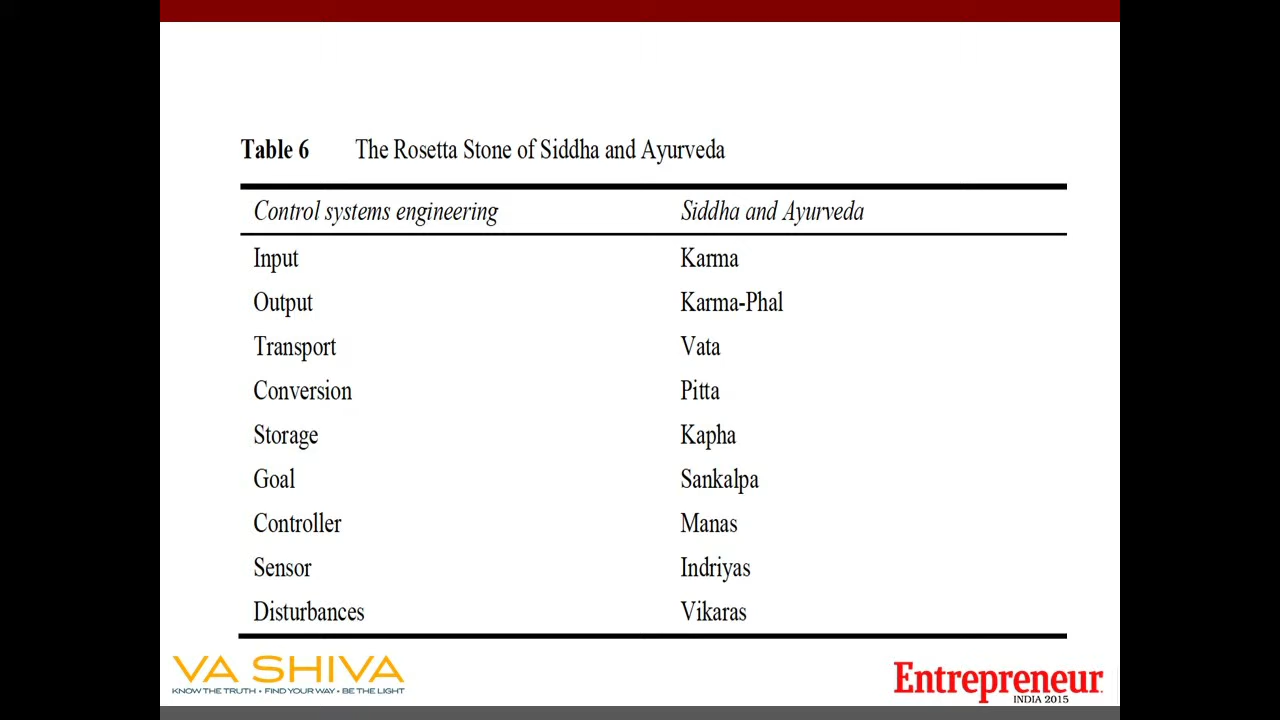 Table 6 The Rosetta Stone of Siddha and Ayurveda
Control systems engineering Siddha and Ayurveda
Input Karma
Output Karma-Phal
Transport Vata
Conversion Pitta
Storage Kapha
Goal Sankalpa
Controller Manas
Sensor Indriyas
Disturbances Vikaras
VA SHIVA
KNOW THE TRUTH • FIND YOUR WAY • BE THE LIGHT
Entrepreneur
INDIA 2015